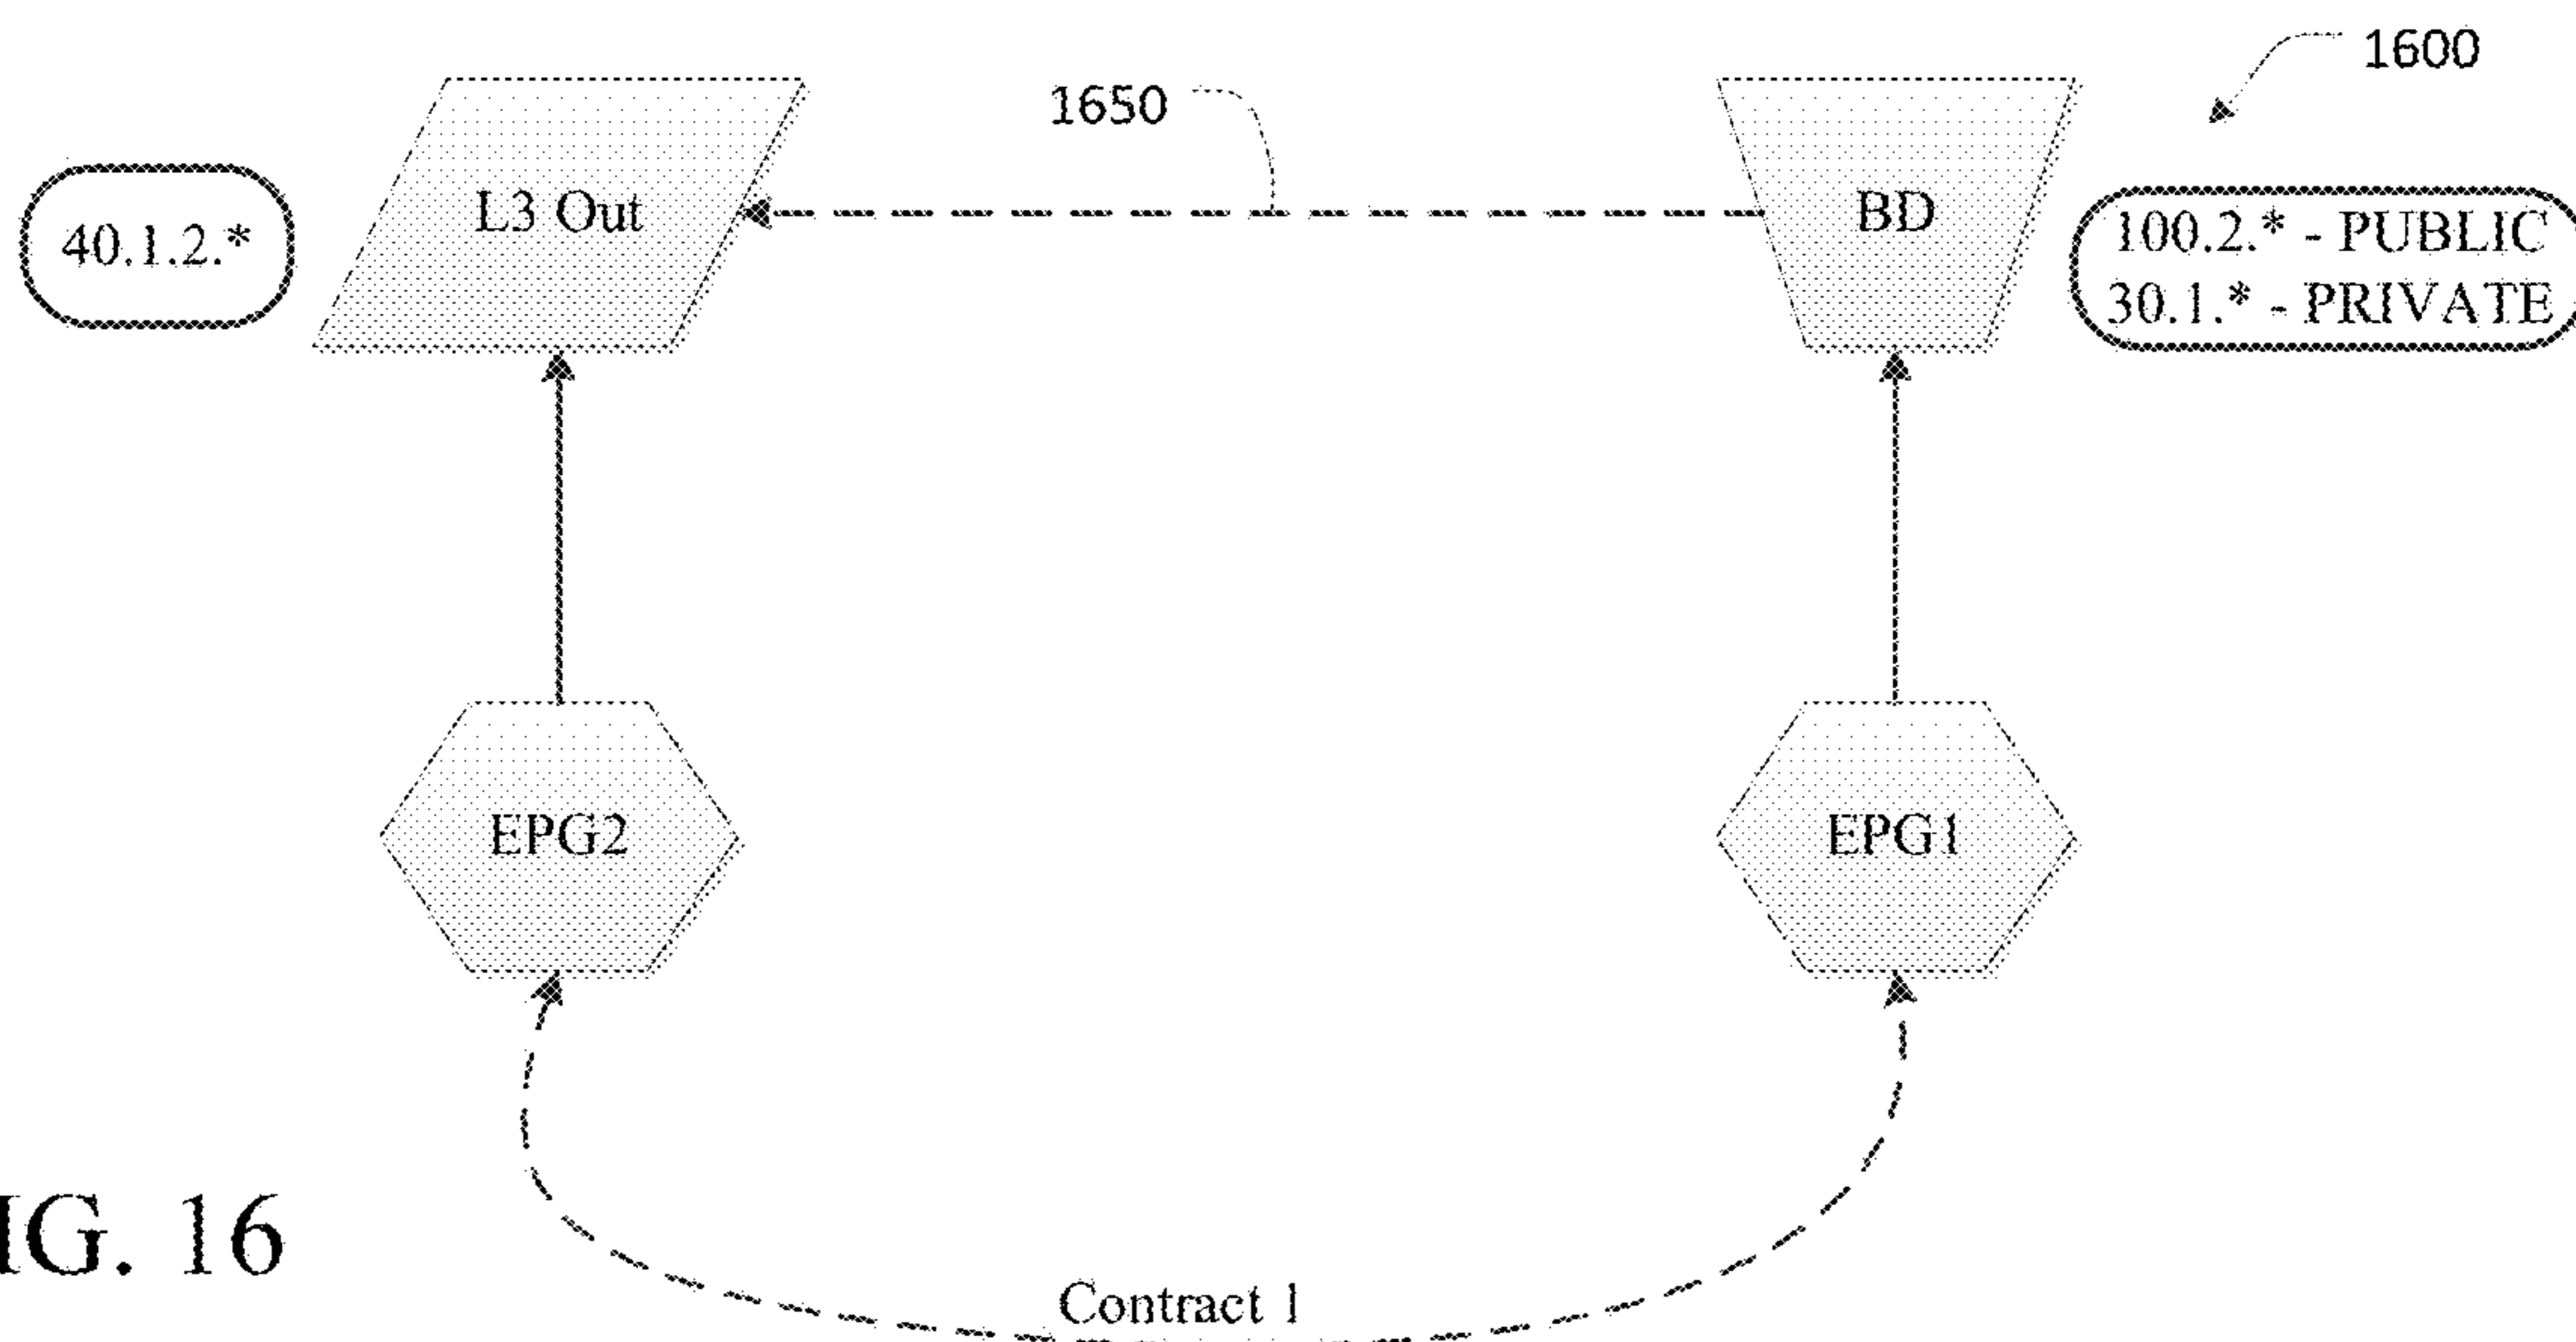 1600
1650
L3 Out
BD
40.1.2.*
100.2.* - PUBLIC
30.1.* - PRIVATE
EPG2
EPG1
IG. 16
Contract 1